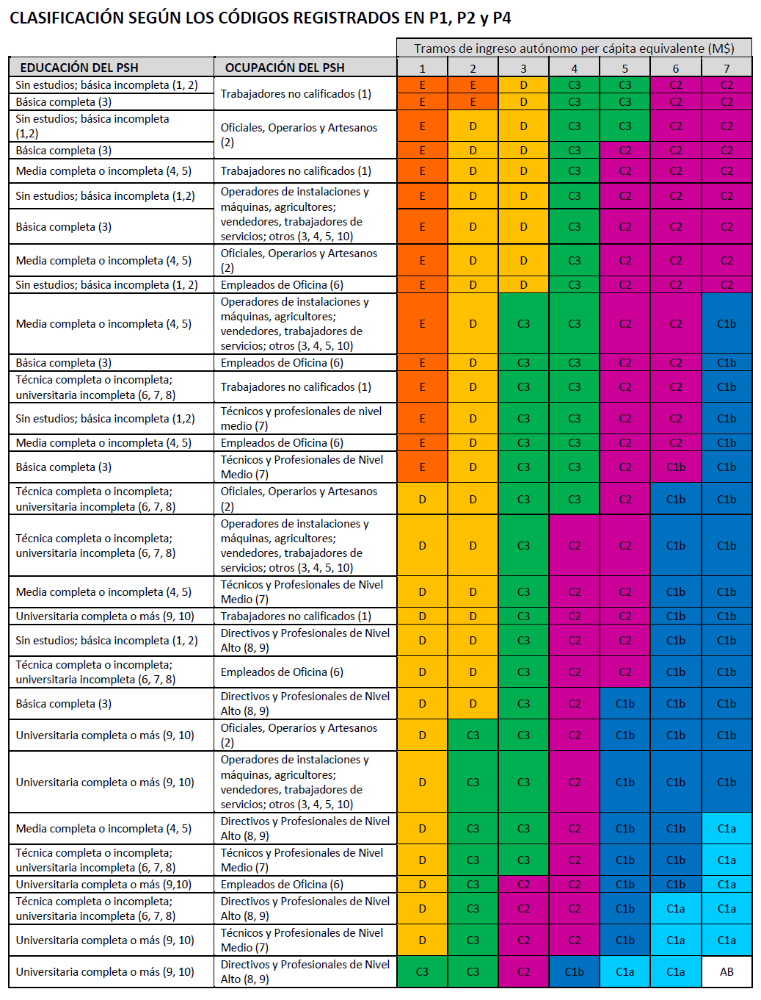 CLASIFICACIÓN SEGÚN LOS CÓDIGOS REGISTRADOS EN P1, P2 y P4
Tramos de ingreso autónomo per cápita equivalente (M$)
EDUCACIÓN DEL PSH OCUPACIÓN DEL PSH 1 2 3 4 5 6 7
Sin estudios; básica incompleta (1, 2) E E D C3 C3 C2 C2
Trabajadores no calificados (1)
Básica completa (3) E E D C3 C3 C2 C2
Sin estudios; básica incompleta
(1,2) E D D C3 C3 C2 C2
Oficiales, Operarios y Artesanos
(2)
Básica completa (3) E D D C3 C2 C2 C2
Media completa o incompleta (4, 5) Trabajadores no calificados (1) E D D C3 C2 C2 C2
Sin estudios; básica incompleta (1,2) E D D C3 C2 C2 C2
Operadores de instalaciones y
máquinas, agricultores;
vendedores, trabajadores de
servicios; otros (3, 4, 5, 10)
Básica completa (3) E D D C3 C2 C2 C2
Media completa o incompleta (4, 5) Oficiales, Operarios y Artesanos
(2) E D D C3 C2 C2 C2
Sin estudios; básica incompleta (1, 2) Empleados de Oficina (6) E D D C3 C2 C2 C2
Operadores de instalaciones y
máquinas, agricultores;
Media completa o incompleta (4, 5) E D C3 C3 C2 C2 C1b
vendedores, trabajadores de
servicios; otros (3, 4, 5, 10)
Básica completa (3) Empleados de Oficina (6) E D C3 C3 C2 C2 C1b
Técnica completa o incompleta;
universitaria incompleta (6, 7, 8) Trabajadores no calificados (1) E D C3 C3 C2 C2 C1b
Sin estudios; básica incompleta (1,2) Técnicos y profesionales de nivel
medio (7) E D C3 C3 C2 C2 C1b
Media completa o incompleta (4, 5) Empleados de Oficina (6) E D C3 C3 C2 C2 C1b
Básica completa (3) Técnicos y Profesionales de Nivel
Medio (7) E D C3 C3 C2 C1b C1b
Técnica completa o incompleta; Oficiales, Operarios y Artesanos
universitaria incompleta (6, 7, 8) (2) D D C3 C3 C2 C1b C1b
Operadores de instalaciones y
Técnica completa o incompleta; máquinas, agricultores;
universitaria incompleta (6, 7, 8) vendedores, trabajadores de D D C3 C2 C2 C1b C1b
servicios; otros (3, 4, 5, 10)
Media completa o incompleta (4, 5) Técnicos y Profesionales de Nivel
Medio (7) D D C3 C2 C2 C1b C1b
Universitaria completa o más (9, 10) Trabajadores no calificados (1) D D C3 C2 C2 C1b C1b
Sin estudios; básica incompleta (1, 2) Directivos y Profesionales de Nivel
Alto (8, 9) D D C3 C2 C2 C1b C1b
Técnica completa o incompleta;
universitaria incompleta (6, 7, 8) Empleados de Oficina (6) D D C3 C2 C2 C1b C1b
Básica completa (3) Directivos y Profesionales de Nivel
Alto (8, 9) D D C3 C2 C1b C1b C1b
Universitaria completa o más (9, 10) Oficiales, Operarios y Artesanos
(2) D C3 C3 C2 C1b C1b C1b
Operadores de instalaciones y
máquinas, agricultores;
Universitaria completa o más (9, 10) D C3 C3 C2 C1b C1b C1b
vendedores, trabajadores de
servicios; otros (3, 4, 5, 10)
Media completa o incompleta (4, 5) Directivos y Profesionales de Nivel
Alto (8, 9) D C3 C3 C2 C1b C1b C1a
Técnica completa o incompleta; Técnicos y Profesionales de Nivel
universitaria incompleta (6, 7, 8) Medio (7) D C3 C3 C2 C1b C1b C1a
Universitaria completa o más (9,10) Empleados de Oficina (6) D C3 C2 C2 C1b C1b C1a
Técnica completa o incompleta; Directivos y Profesionales de Nivel
universitaria incompleta (6, 7, 8) Alto (8, 9) D C3 C2 C2 C1b C1a C1a
Universitaria completa o más (9, 10) Técnicos y Profesionales de Nivel
Medio (7) D C3 C2 C2 C1b C1a C1a
Universitaria completa o más (9, 10) Directivos y Profesionales de Nivel
Alto (8, 9) C3 C3 C2 C1b C1a C1a AB